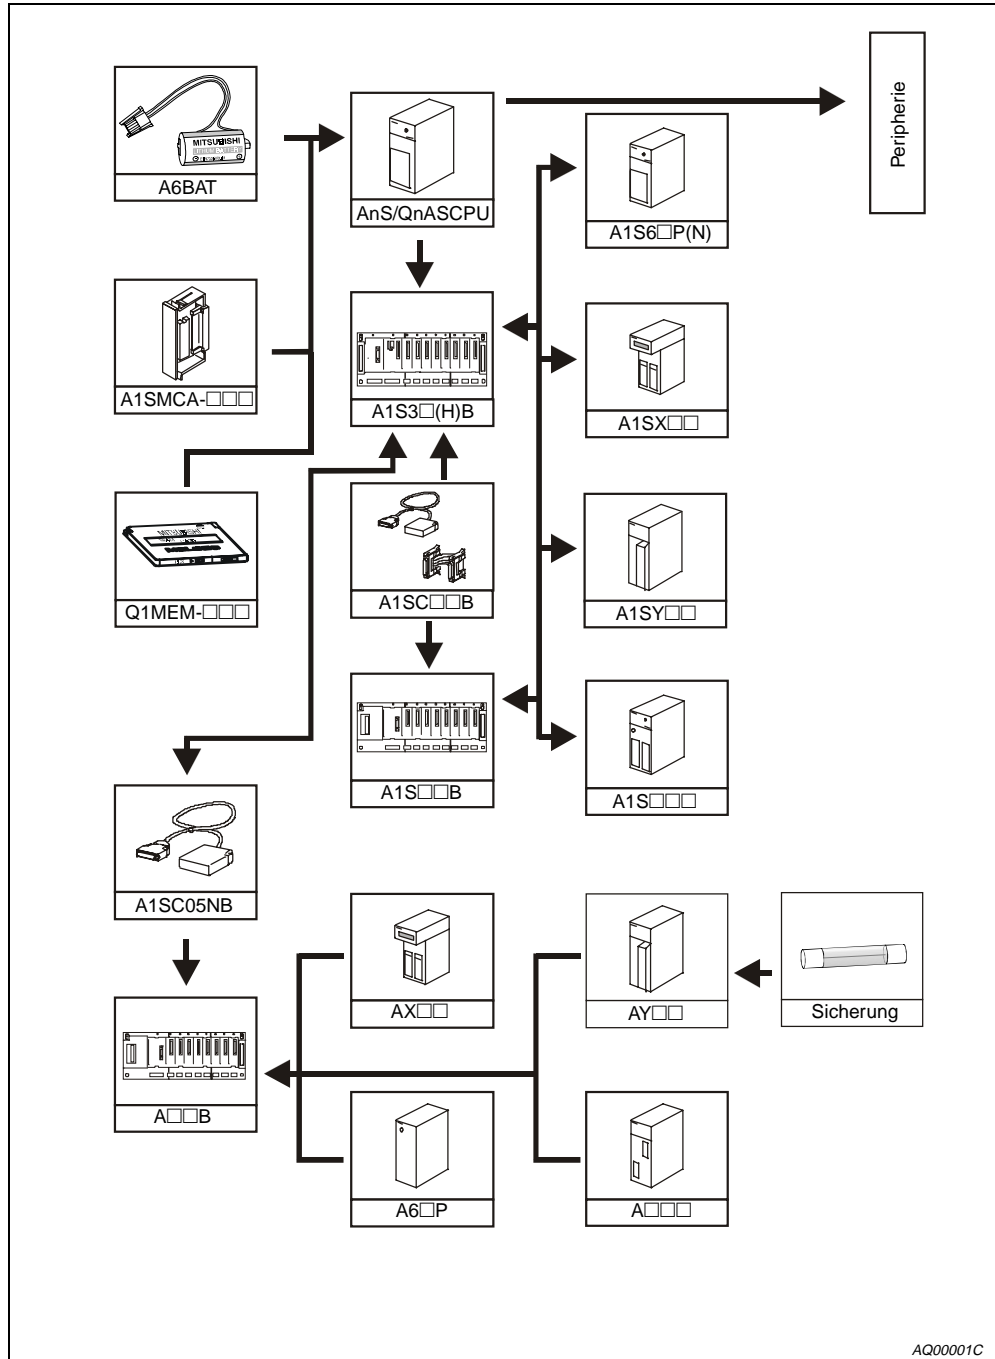 Peripherie
MITSUBISHI
A6BAT
AnS/QnASCPU
A1S6□P(N)
A1SMCA-□□□
A1S3□(H)B
A1SX□□
Q1MEM-□□□
A1SC□□B
A1SY□□
A1S□□B
A1S□□□
A1SC05NB
AX□□
AY□□
Sicherung
A□□B
A6□P
A□□□
AQ00001C